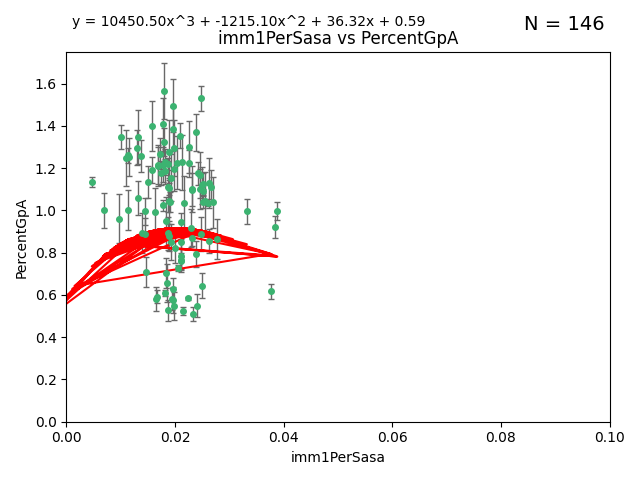 y = 10450.50x^3 + -1215.10x^2 + 36.32x + 0.59
N = 146
imm1PerSasa vs PercentGpA
PercentGpA
1.6
1.4
1.2
1.0
0.8
0.6
0.4
0.2
0.0
0.00 0.02 0.04 0.06 0.08 0.10
imm1PerSasa